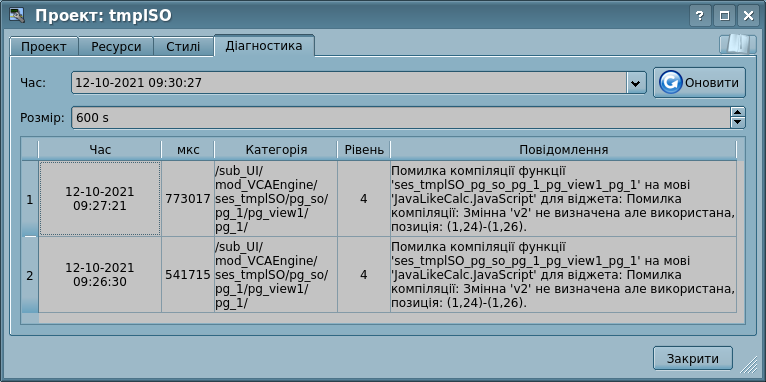 Проект: tmplSO
Проект
Ресурси
Стилі
Діагностика
Час:
12-10-2021 09:30:27
Оновити
Розмір:
600 s
Час
мкс
Категорія
Рівень
Повідомлення
1
12-10-2021
09:27:21
773017
/sub_UI/
mod_VCAEngine/
ses_tmplSO/pg_so/
pg_1/pg_view1/
pg_1/
4
Помилка компіляції функції
'ses_tmplSO_pg_so_pg_1_pg_view1_pg_1' на мові
'JavaLikeCalc.JavaScript' для віджета: Помилка
компіляції: Змінна 'v2' не визначена але використана,
позиція: (1,24)-(1,26).
2
12-10-2021
09:26:30
541715
/sub_UI/
mod_VCAEngine/
ses_tmplSO/pg_so/
pg_1/pg_view1/
pg_1/
4
Помилка компіляції функції
'ses_tmplSO_pg_so_pg_1_pg_view1_pg_1' на мові
'JavaLikeCalc.JavaScript' для віджета: Помилка
компіляції: Змінна 'v2' не визначена але використана,
позиція: (1,24)-(1,26).
Закрити